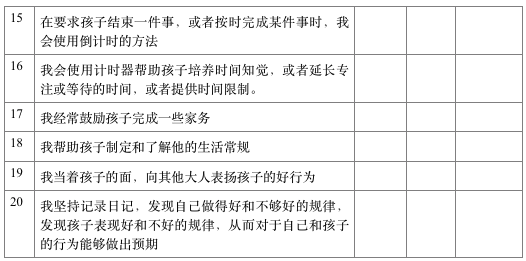 15 在要求孩子结束一件事，或者按时完成某件事时，我
会使用倒计时的方法
16 我会使用计时器帮助孩子培养时间知觉，或者延长专
注或等待的时间，或者提供时间限制。
17 我经常鼓励孩子完成一些家务
18 我帮助孩子制定和了解他的生活常规
19 我当着孩子的面，向其他大人表扬孩子的好行为
20 我坚持记录日记，发现自己做得好和不够好的规律，
发现孩子表现好和不好的规律，从而对于自己和孩子
的行为能够做出预期